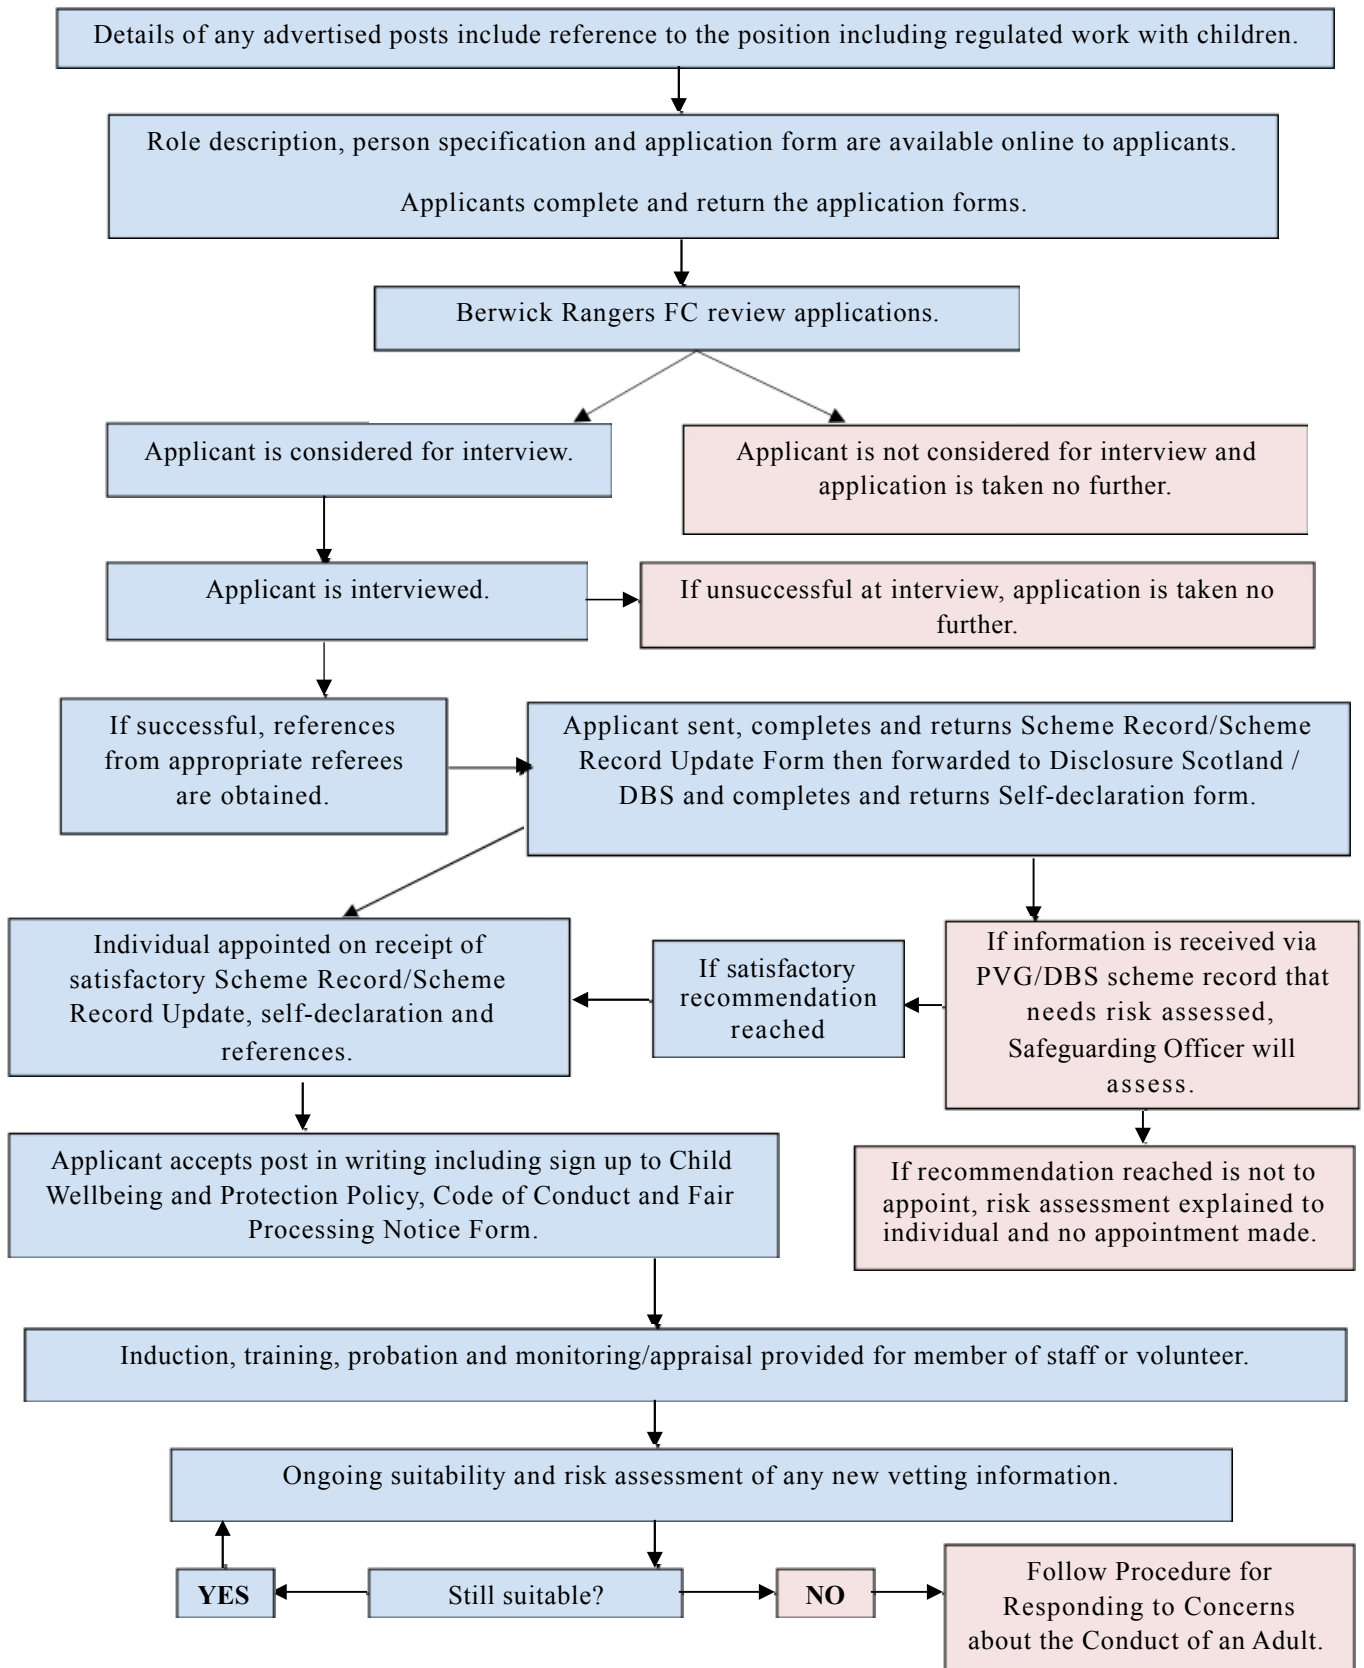 Details of any advertised posts include reference to the position including regulated work with children.
Role description, person specification and application form are available online to applicants.
Applicants complete and return the application forms.
Berwick Rangers FC review applications.
Applicant is considered for interview.
Applicant is not considered for interview and
application is taken no further.
Applicant is interviewed.
If unsuccessful at interview, application is taken no
further.
If successful, references
from appropriate referees
are obtained.
Applicant sent, completes and returns Scheme Record/Scheme
Record Update Form then forwarded to Disclosure Scotland /
DBS and completes and returns Self-declaration form.
Individual appointed on receipt of
satisfactory Scheme Record/Scheme
Record Update, self-declaration and
references.
If satisfactory
recommendation
reached
If information is received via
PVG/DBS scheme record that
needs risk assessed,
Safeguarding Officer will
assess.
Applicant accepts post in writing including sign up to Child
Wellbeing and Protection Policy, Code of Conduct and Fair
Processing Notice Form.
If recommendation reached is not to
appoint, risk assessment explained to
individual and no appointment made.
Induction, training, probation and monitoring/appraisal provided for member of staff or volunteer.
Ongoing suitability and risk assessment of any new vetting information.
YES
Still suitable?
NO
Follow Procedure for
Responding to Concerns
about the Conduct of an Adult.